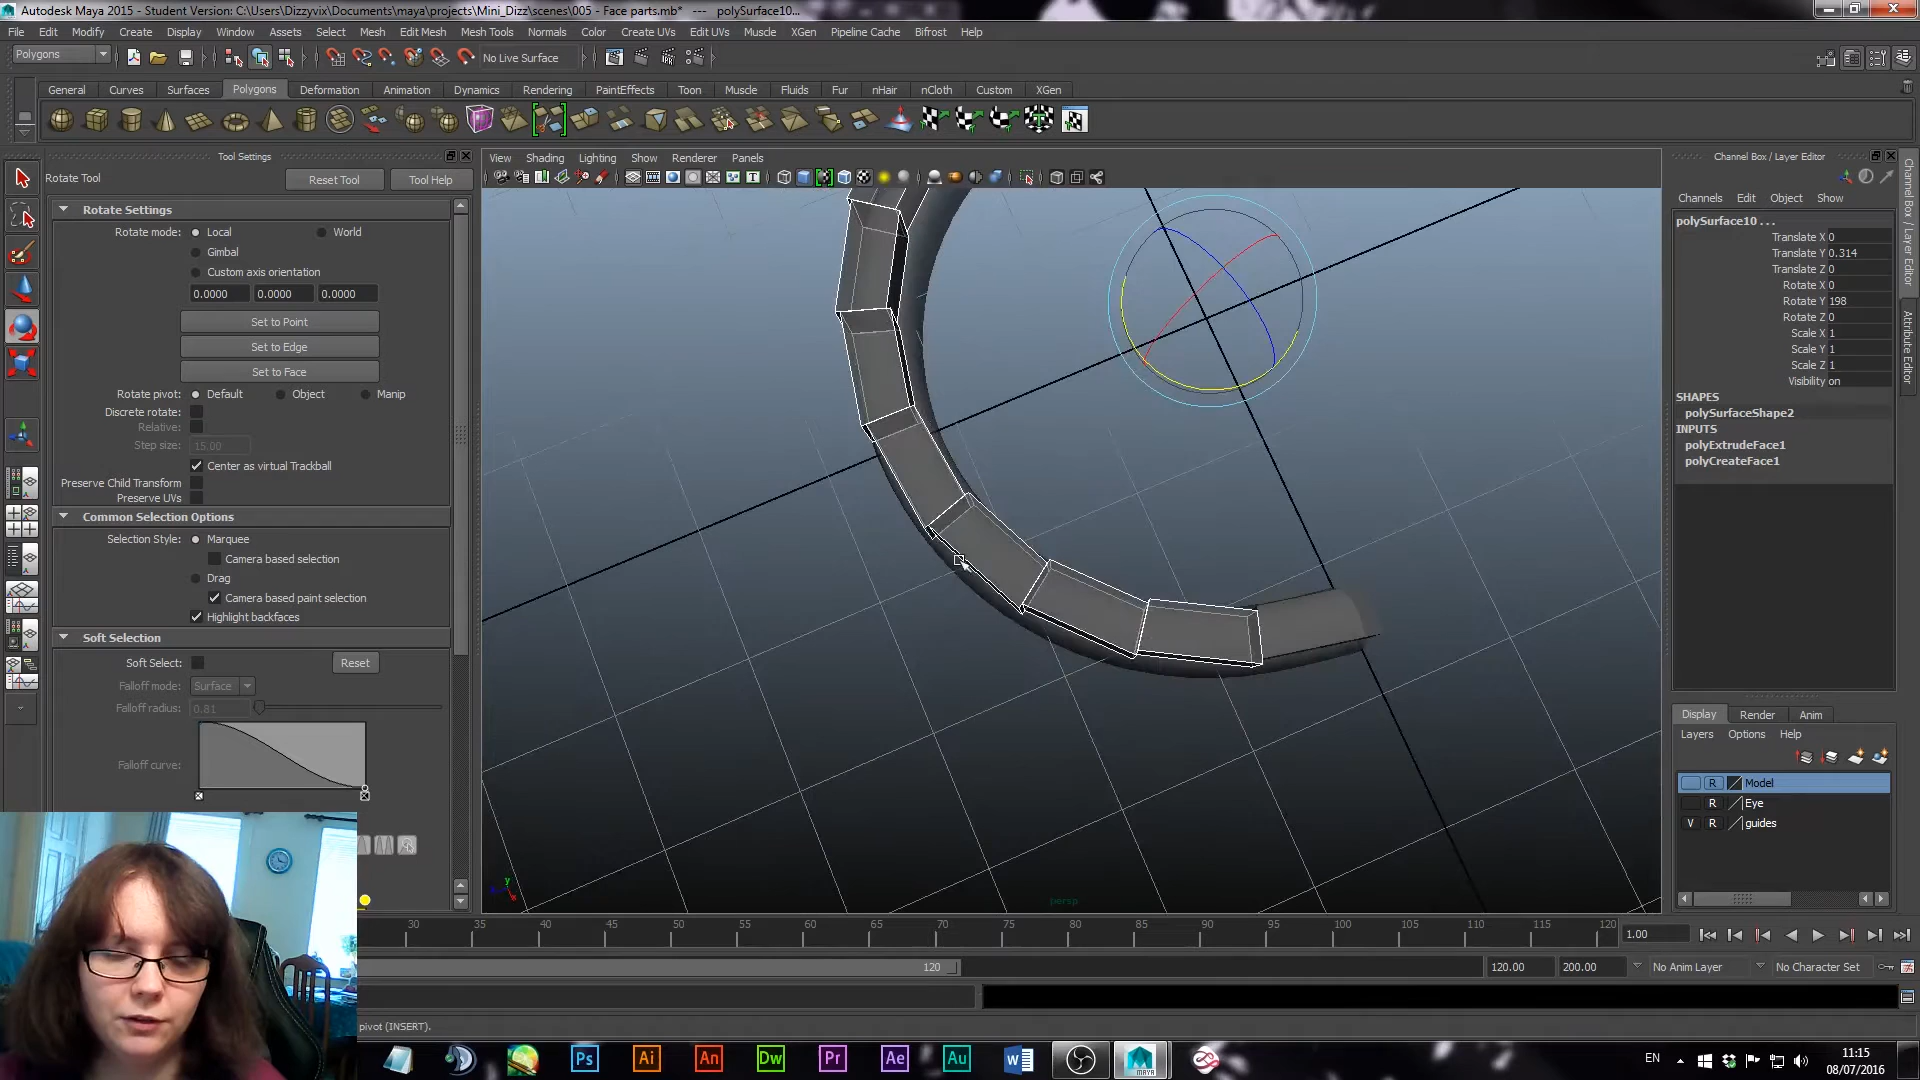 Autodesk Maya 2015 - Student Version: C:\Users\Dizzyvix\Documents\maya\projects\Mini_Dizz\scenes\005 - Face parts.mb*   ---   polySurface10...
File Edit Modify Create Display Window Assets Select Mesh Edit Mesh Mesh Tools Normals Color Create UVs Edit UVs Muscle XGen Pipeline Cache Bifrost Help
Polygons No Live Surface
General Curves Surfaces Polygons Deformation Animation Dynamics Rendering PaintEffects Toon Muscle Fluids Fur nHair nCloth Custom XGen
Tool Settings
Rotate Tool Reset Tool Tool Help
Rotate Settings
Rotate mode: Local World
Gimbal
Custom axis orientation
0.0000 0.0000 0.0000
Set to Point
Set to Edge
Set to Face
Rotate pivot: Default Object Manip
Discrete rotate:
Relative:
Step size: 15.00
Center as virtual Trackball
Preserve Child Transform
Preserve UVs
Common Selection Options
Selection Style: Marquee
Camera based selection
Drag
Camera based paint selection
Highlight backfaces
Soft Selection
Soft Select: Reset
Falloff mode: Surface
Falloff radius: 0.81
Falloff curve:
View Shading Lighting Show Renderer Panels
persp
y
x
Channel Box / Layer Editor
Channels Edit Object Show
polySurface10 . . .
Translate X 0
Translate Y 0.314
Translate Z 0
Rotate X 0
Rotate Y 198
Rotate Z 0
Scale X 1
Scale Y 1
Scale Z 1
Visibility on
SHAPES
polySurfaceShape2
INPUTS
polyExtrudeFace1
polyCreateFace1
Channel Box / Layer Editor
Attribute Editor
Display Render Anim
Layers Options Help
R Model
R Eye
V R guides
30 35 40 45 50 55 60 65 70 75 80 85 90 95 100 105 110 115 120
1.00
120 120.00 200.00 No Anim Layer No Character Set
pivot (INSERT).
Ps Ai An Dw Pr Ae Au W MAYA
EN 11:15
08/07/2016